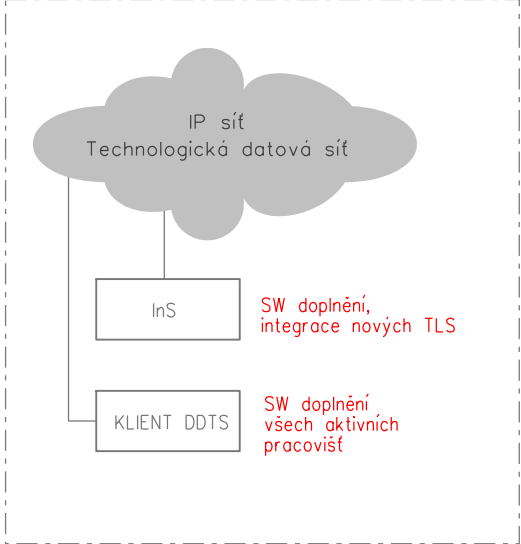 IP síť
Technologická datová síť
InS
SW doplnění,
integrace nových TLS
KLIENT DDTS
SW doplnění
všech aktivních
pracovišť